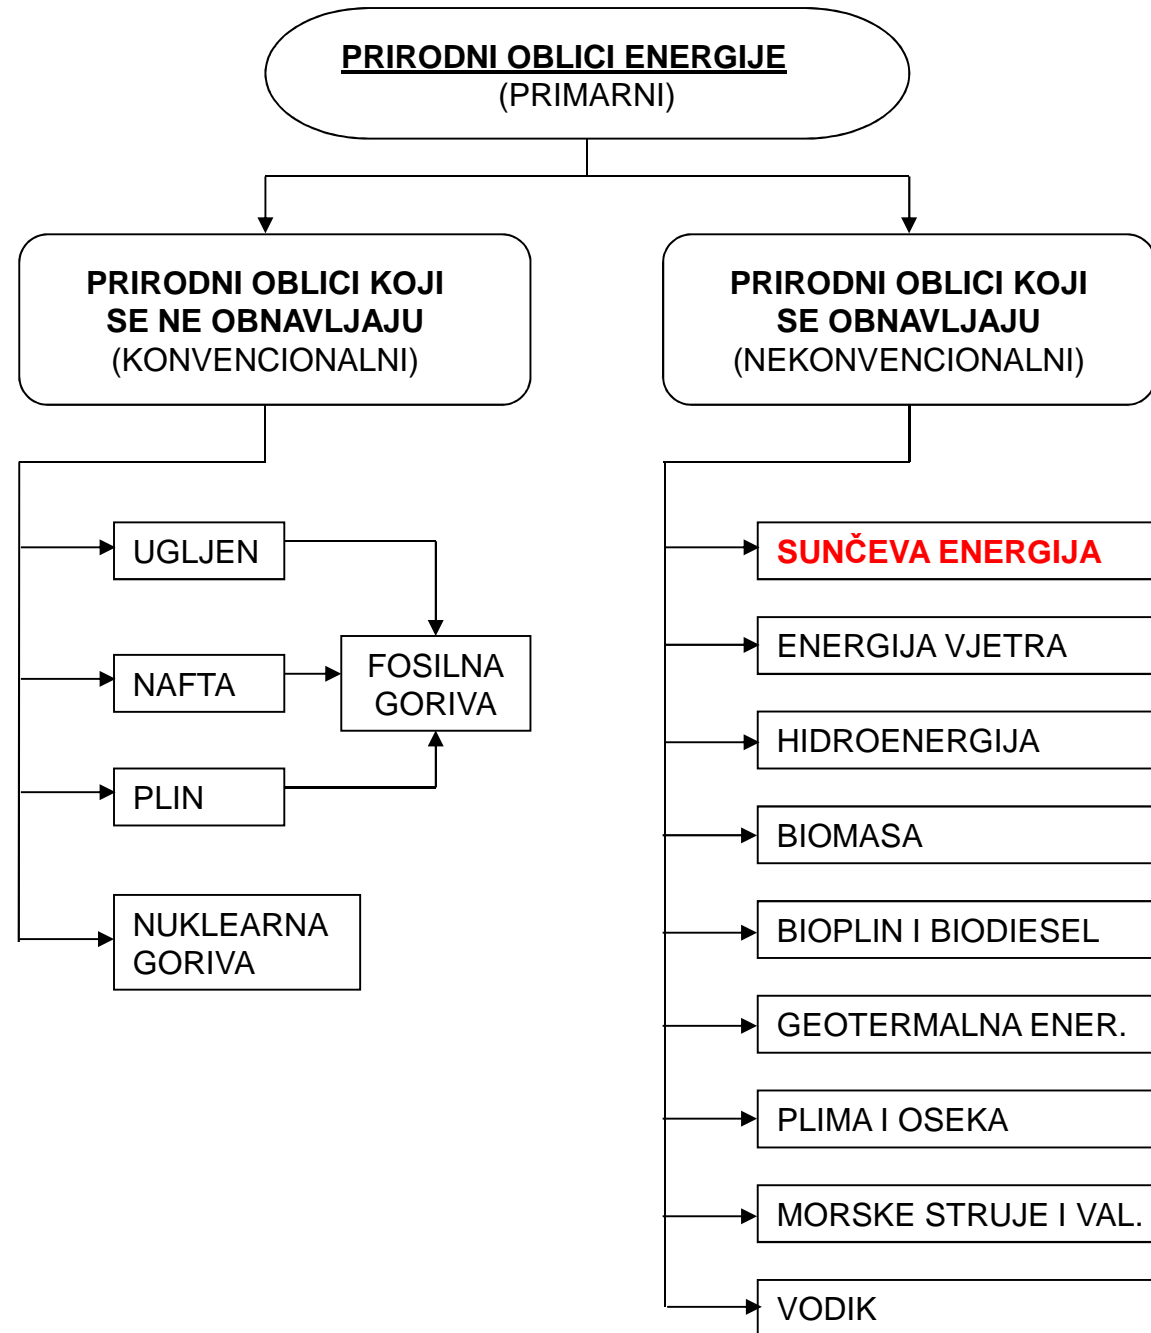 PRIRODNI OBLICI ENERGIJE
(PRIMARNI)
PRIRODNI OBLICI KOJI
SE NE OBNAVLJAJU
(KONVENCIONALNI)
PRIRODNI OBLICI KOJI
SE OBNAVLJAJU
(NEKONVENCIONALNI)
UGLJEN
NAFTA
PLIN
FOSILNA
GORIVA
NUKLEARNA
GORIVA
SUNČEVA ENERGIJA
ENERGIJA VJETRA
HIDROENERGIJA
BIOMASA
BIOPLIN I BIODIESEL
GEOTERMALNA ENER.
PLIMA I OSEKA
MORSKE STRUJE I VAL.
VODIK